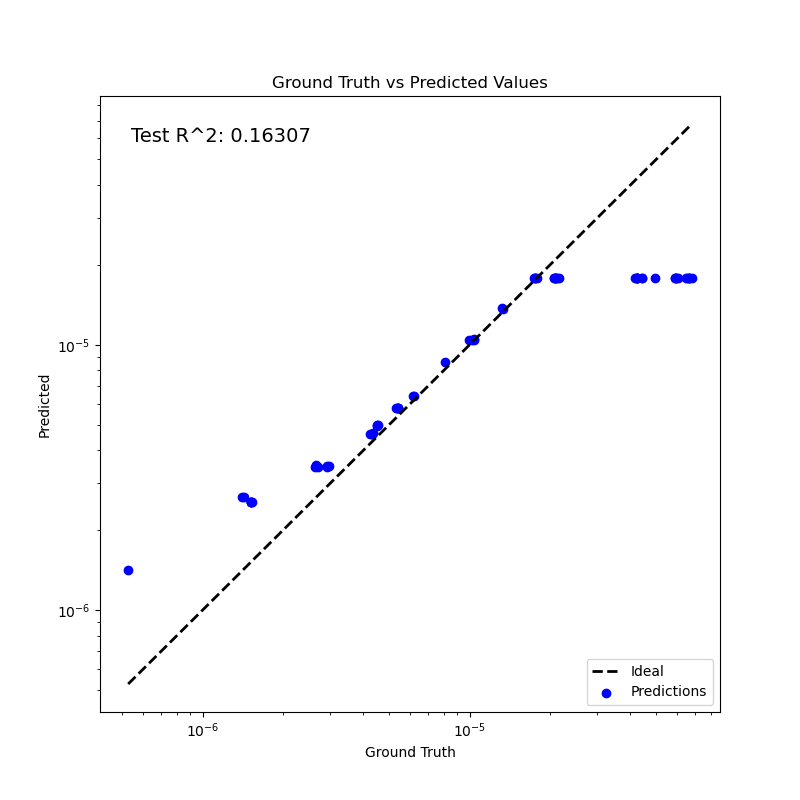 Ground Truth vs Predicted Values
Test R^2: 0.16307
Predicted
10⁻⁵
10⁻⁶
Ideal
Predictions
10⁻⁶
10⁻⁵
Ground Truth